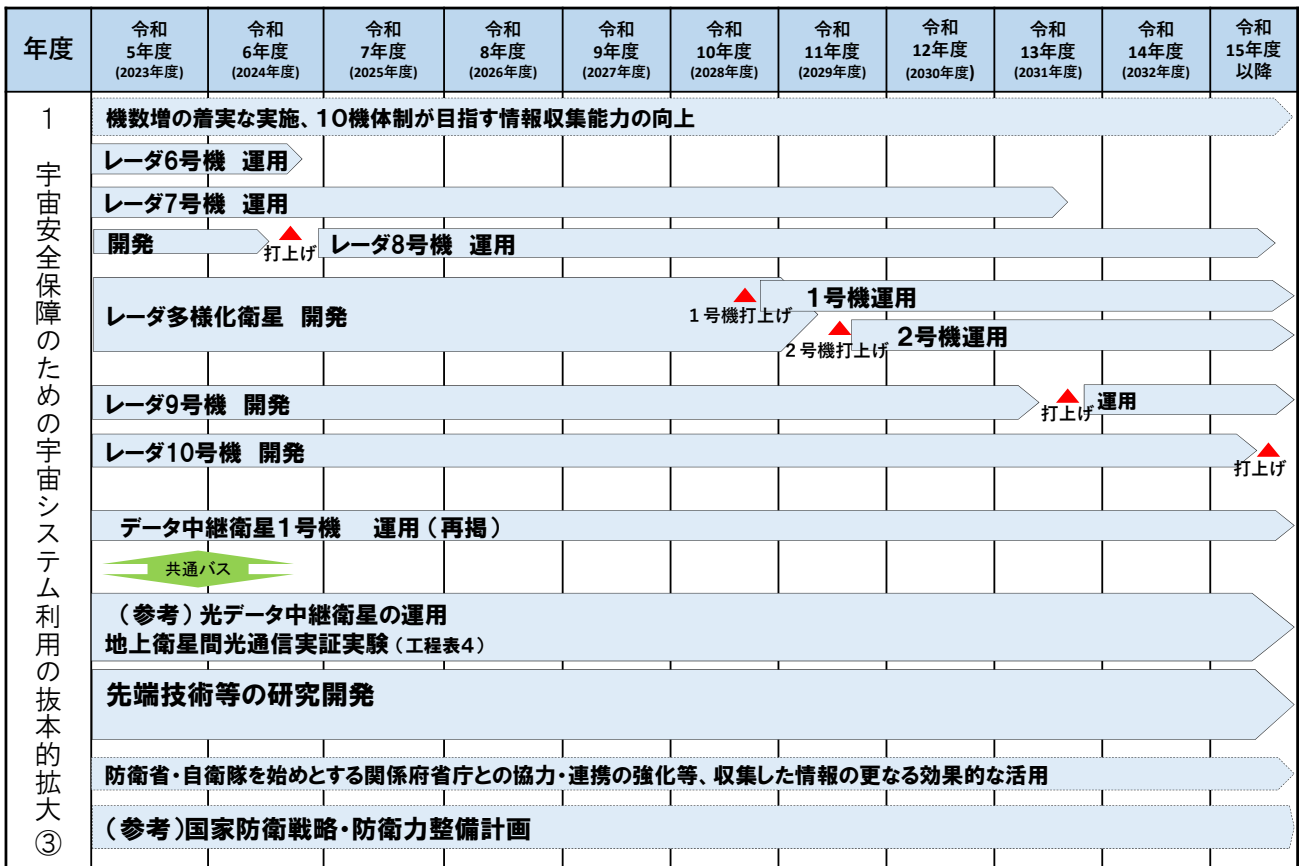 年度
令和
5年度
(2023年度)
令和
6年度
(2024年度)
令和
7年度
(2025年度)
令和
8年度
(2026年度)
令和
9年度
(2027年度)
令和
10年度
(2028年度)
令和
11年度
(2029年度)
令和
12年度
(2030年度)
令和
13年度
(2031年度)
令和
14年度
(2032年度)
令和
15年度
以降
1 宇宙安全保障のための宇宙システム利用の抜本的拡大③
機数増の着実な実施、10機体制が目指す情報収集能力の向上
レーダ6号機 運用
レーダ7号機 運用
開発
打上げ
レーダ8号機 運用
レーダ多様化衛星 開発
1号機打上げ
1号機運用
2号機打上げ
2号機運用
レーダ9号機 開発
打上げ
運用
レーダ10号機 開発
打上げ
データ中継衛星1号機 運用(再掲)
共通バス
(参考)光データ中継衛星の運用
地上衛星間光通信実証実験(工程表4)
先端技術等の研究開発
防衛省・自衛隊を始めとする関係府省庁との協力・連携の強化等、収集した情報の更なる効果的な活用
(参考)国家防衛戦略・防衛力整備計画